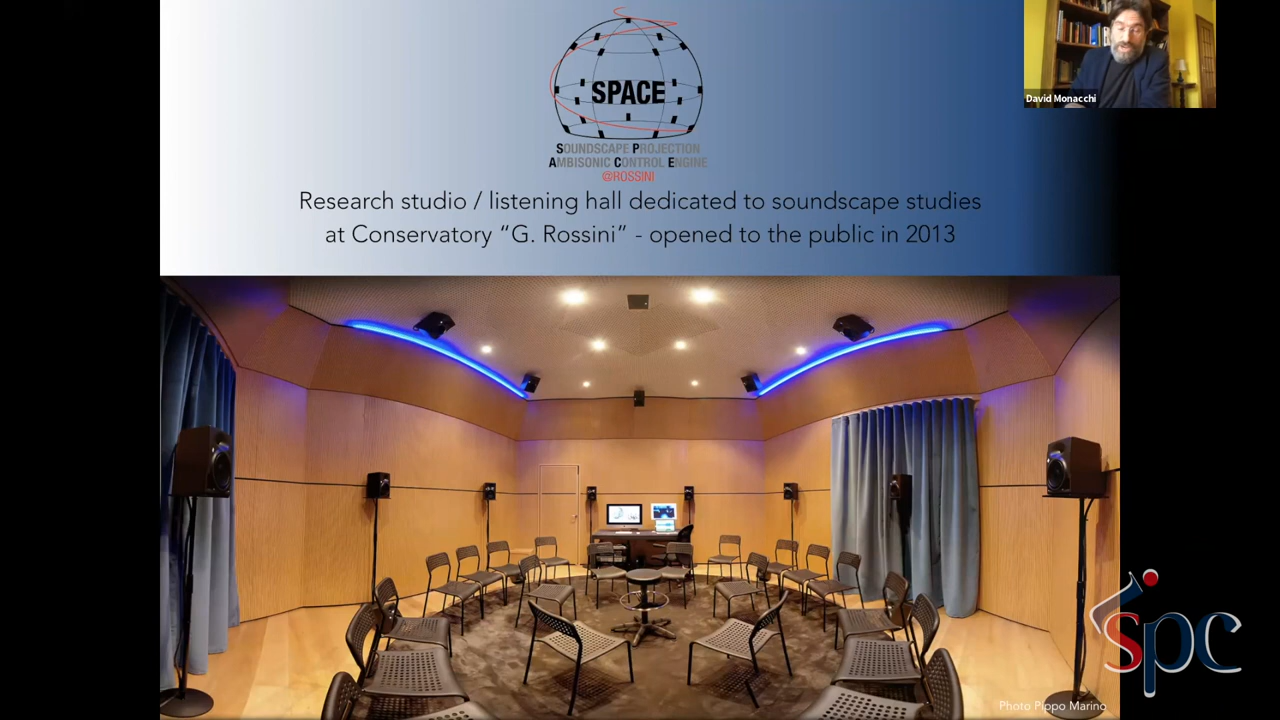 David Monacchi
SPACE
SOUNDSCAPE PROJECTION
AMBISONIC CONTROL ENGINE
@ROSSINI
Research studio / listening hall dedicated to soundscape studies
at Conservatory “G. Rossini” - opened to the public in 2013
spc
Photo Pippo Marino